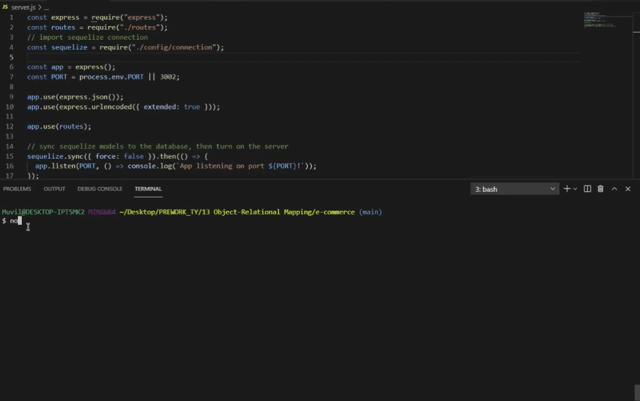 JS server.js > ...
1 const express = require("express");
2 const routes = require("./routes");
3 // import sequelize connection
4 const sequelize = require("./config/connection");
5
6 const app = express();
7 const PORT = process.env.PORT || 3002;
8
9 app.use(express.json());
10 app.use(express.urlencoded({ extended: true }));
11
12 app.use(routes);
13
14 // sync sequelize models to the database, then turn on the server
15 sequelize.sync({ force: false }).then(() => {
16 app.listen(PORT, () => console.log(`App listening on port ${PORT}!`));
17 });
PROBLEMS OUTPUT DEBUG CONSOLE TERMINAL 3: bash
Muvil@DESKTOP-IPT5MK2 MINGW64 ~/Desktop/PREWORK_TY/13 Object-Relational Mapping/e-commerce (main)
$ no